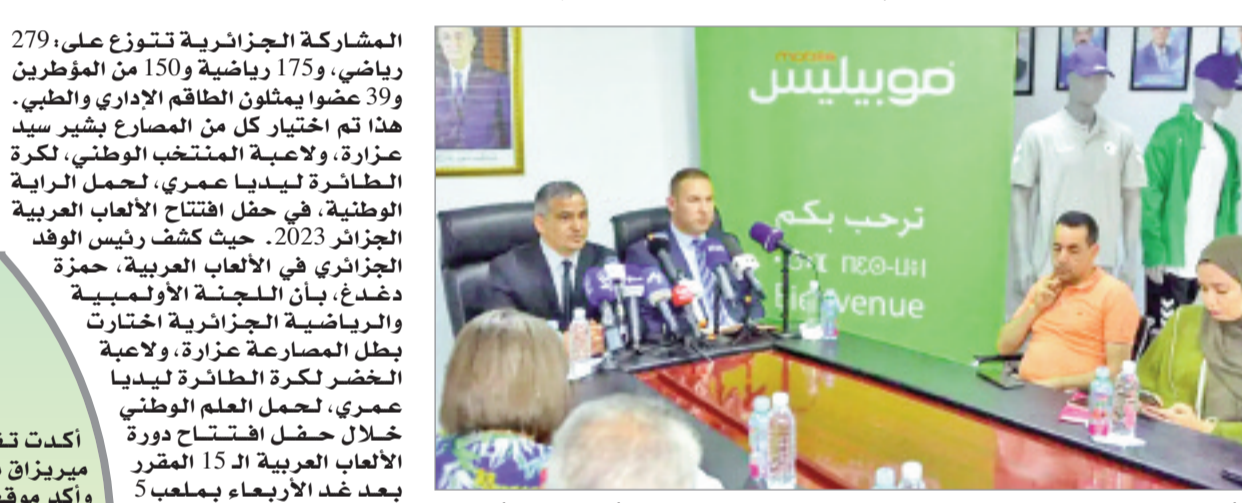 المشاركة الجزائرية تتوزع على: 279
رياضي، و175 رياضية و150 من المؤطرين
و39 عضوا يمثلون الطاقم الإداري والطبي.
هذا تم اختيار كل من المصارع بشير سيد
عزارة، ولاعبة المنتخب الوطني، لكرة
الطائرة ليديا عمري، لحمل الراية
الوطنية، في حفل افتتاح الألعاب العربية
الجزائر 2023. حيث كشف رئيس الوفد
الجزائري في الألعاب العربية، حمزة
دغدغ، بأن اللجنة الأولمبية
والرياضية الجزائرية اختارت
بطل المصارعة عزارة، ولاعبة
الخضر لكرة الطائرة ليديا
عمري، لحمل العلم الوطني
خلال حفل افتتاح دورة
الألعاب العربية الـ 15 المقرر
بعد غد الأربعاء بملعب 5
mobilis
موبيليس
ترحب بكم
venue
أكدت
ميريزاق
وأكد